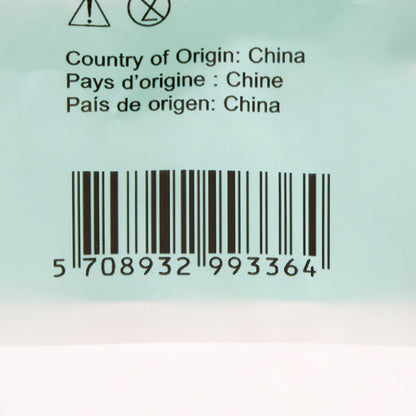 Country of Origin: China
Pays d'origine : Chine
País de origen: China
5 708932 993364